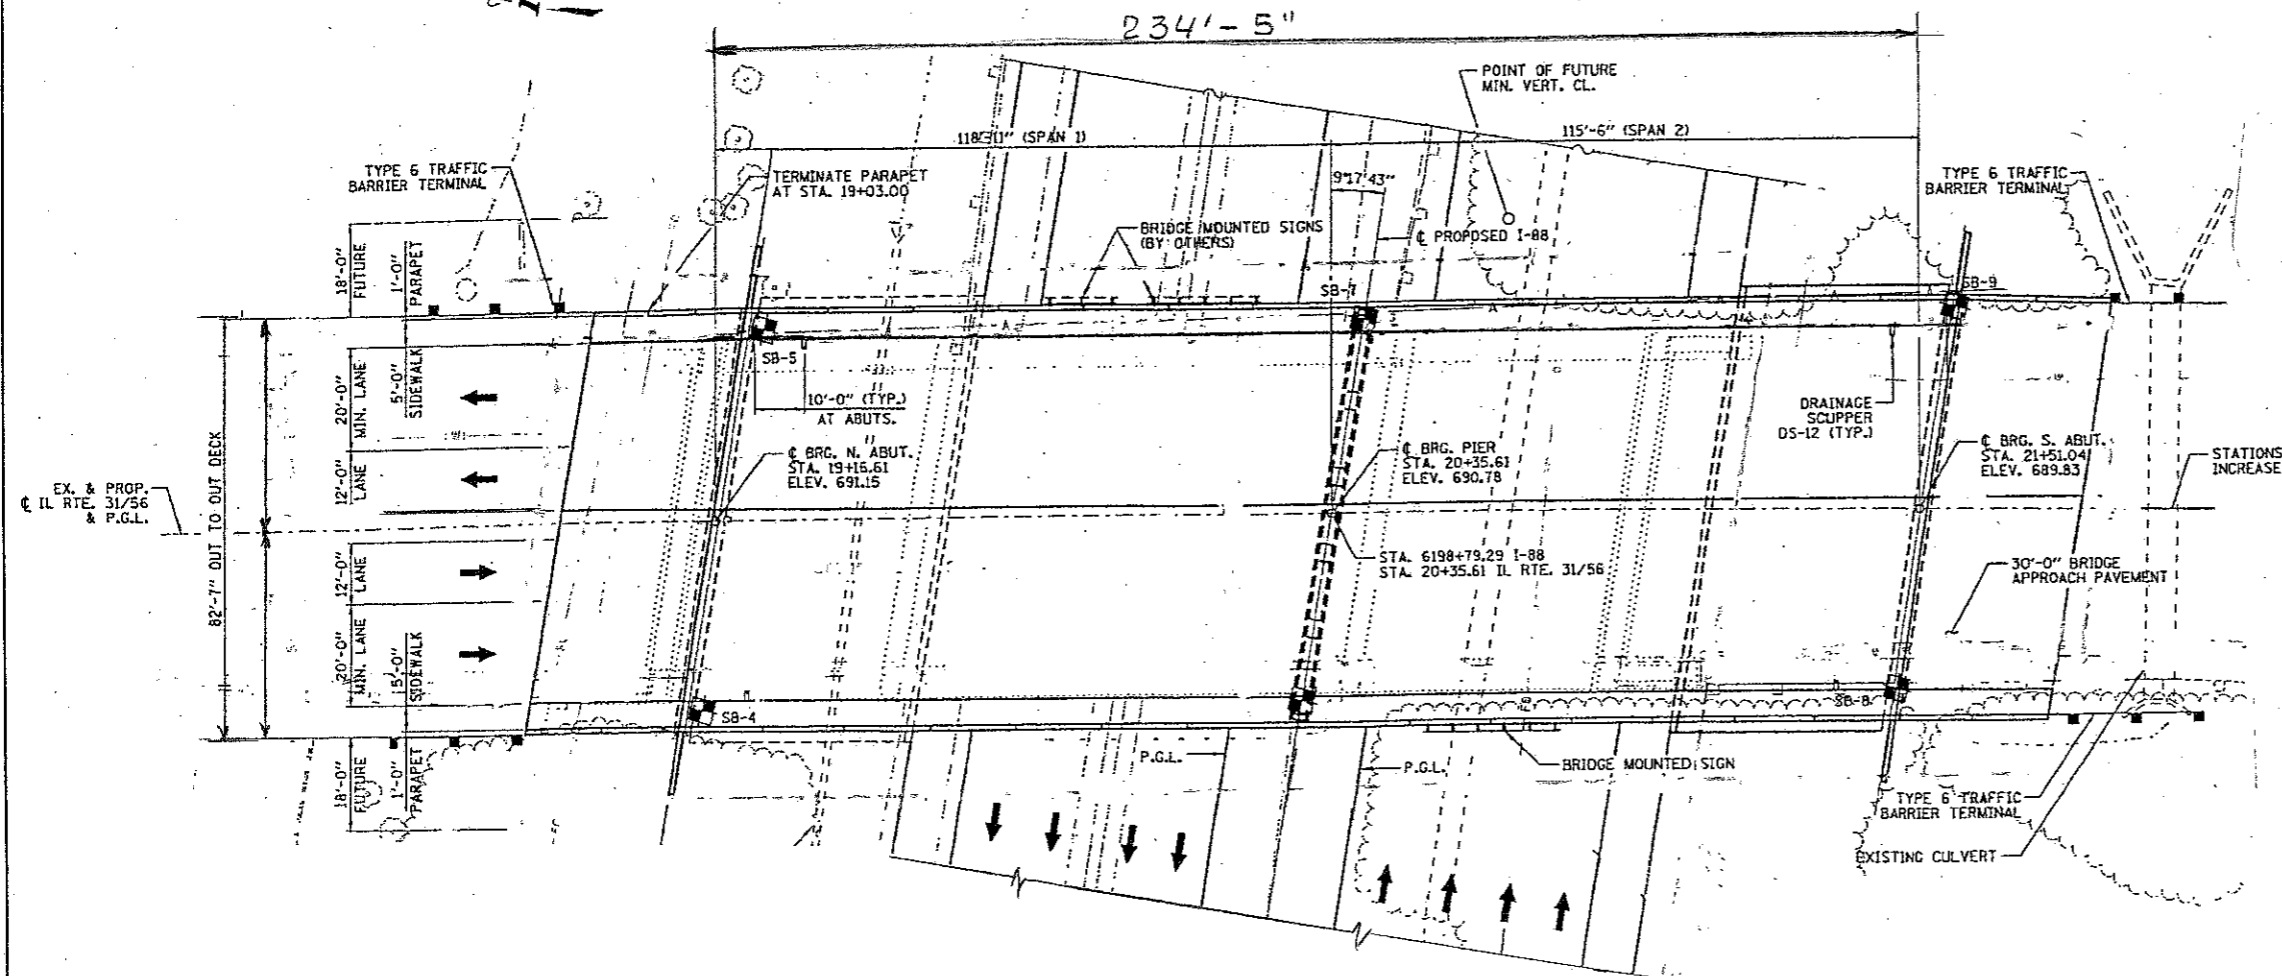 234'-5"
POINT OF FUTURE
MIN. VERT. CL.
118'-11" (SPAN 1)
115'-6" (SPAN 2)
TYPE 6 TRAFFIC
BARRIER TERMINAL
TERMINATE PARAPET
AT STA. 19+03.00
9°17'43"
TYPE 6 TRAFFIC
BARRIER TERMINAL
BRIDGE MOUNTED SIGNS
(BY OTHERS)
℄ PROPOSED I-88
18'-0"
FUTURE
1'-0"
PARAPET
SB-7
SB-9
SB-5
20'-0"
MIN. LANE
5'-0"
SIDEWALK
10'-0" (TYP.)
AT ABUTS.
DRAINAGE
SCUPPER
DS-12 (TYP.)
℄ BRG. N. ABUT.
STA. 19+16.61
ELEV. 691.15
℄ BRG. PIER
STA. 20+35.61
ELEV. 690.78
℄ BRG. S. ABUT.
STA. 21+51.04
ELEV. 689.83
STATIONS
INCREASE
12'-0"
LANE
EX. & PROP.
℄ IL RTE. 31/56
& P.G.L.
82'-7" OUT TO OUT DECK
12'-0"
LANE
STA. 6198+79.29 I-88
STA. 20+35.61 IL RTE. 31/56
30'-0" BRIDGE
APPROACH PAVEMENT
20'-0"
MIN. LANE
5'-0"
SIDEWALK
SB-4
SB-8
18'-0"
FUTURE
1'-0"
PARAPET
P.G.L.
P.G.L.
BRIDGE MOUNTED SIGN
TYPE 6 TRAFFIC
BARRIER TERMINAL
EXISTING CULVERT